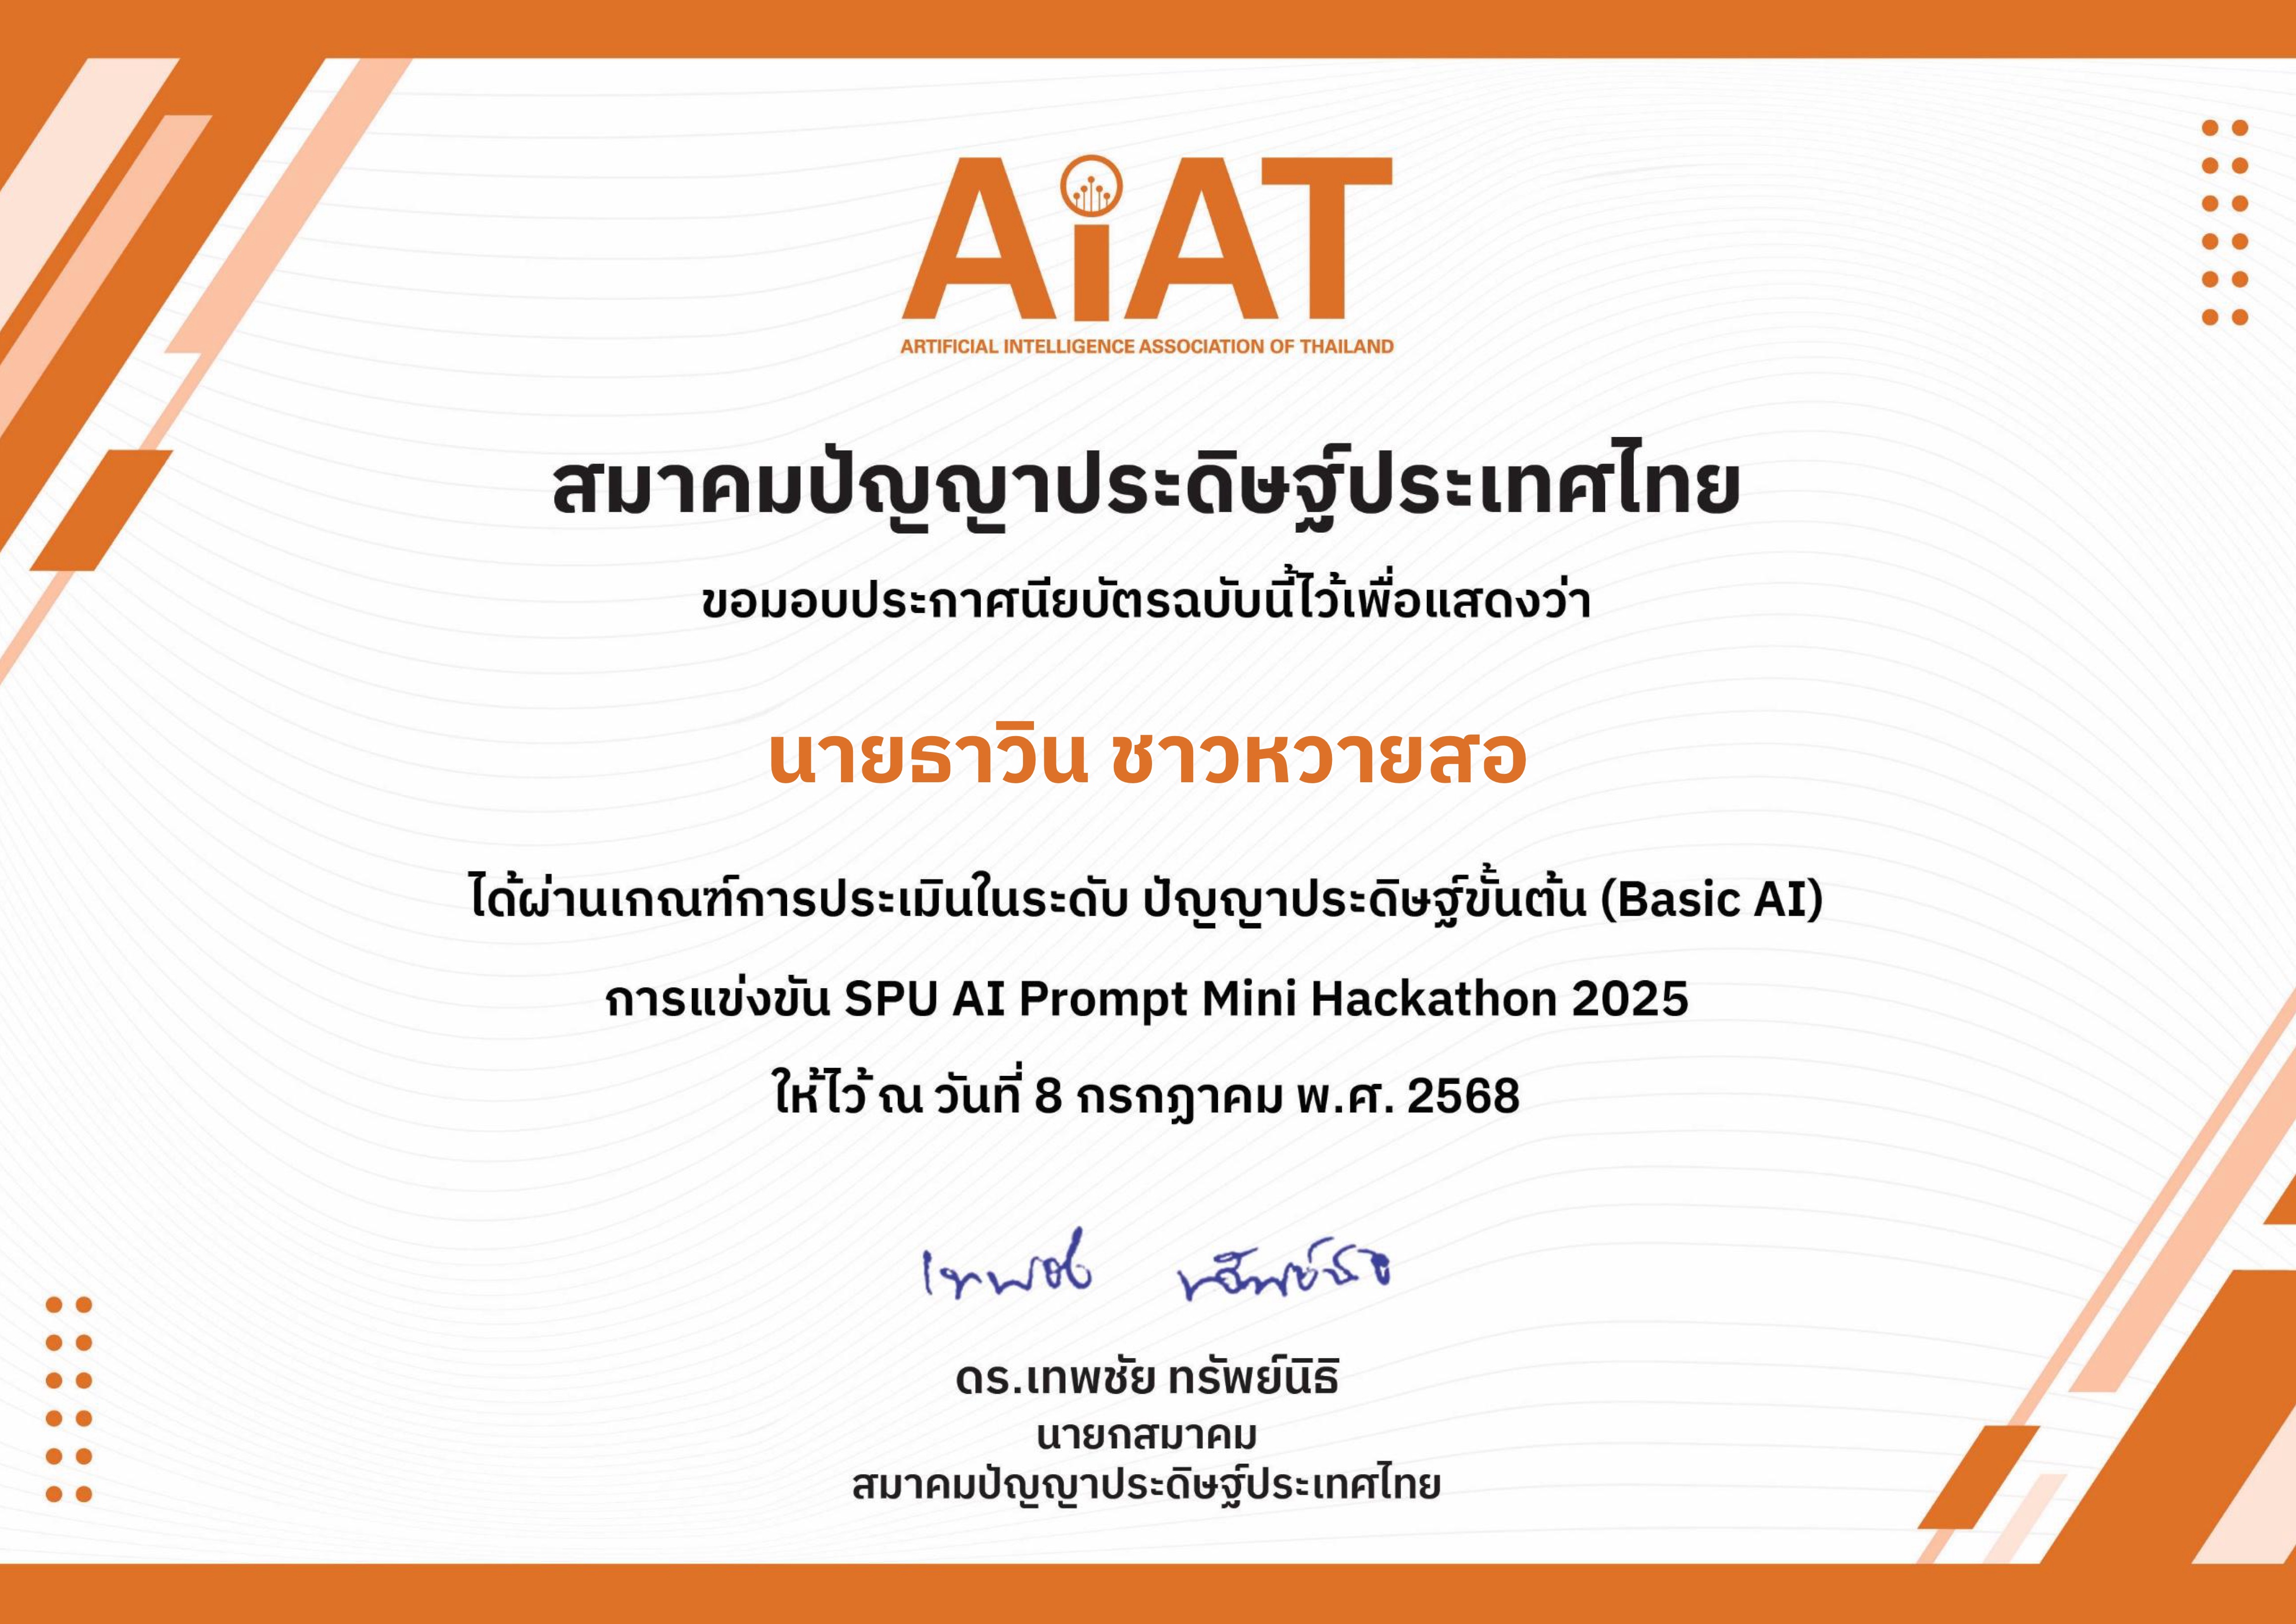 AiAT
ARTIFICIAL INTELLIGENCE ASSOCIATION OF THAILAND
สมาคมปัญญาประดิษฐ์ประเทศไทย
ขอมอบประกาศนียบัตรฉบับนี้ไว้เพื่อแสดงว่า
นายธาวิน ชาวหวายสอ
ได้ผ่านเกณฑ์การประเมินในระดับ ปัญญาประดิษฐ์ขั้นต้น (Basic AI)
การแข่งขัน SPU AI Prompt Mini Hackathon 2025
ให้ไว้ ณ วันที่ 8 กรกฎาคม พ.ศ. 2568
ดร.เทพชัย ทรัพย์นิธิ
นายกสมาคม
สมาคมปัญญาประดิษฐ์ประเทศไทย